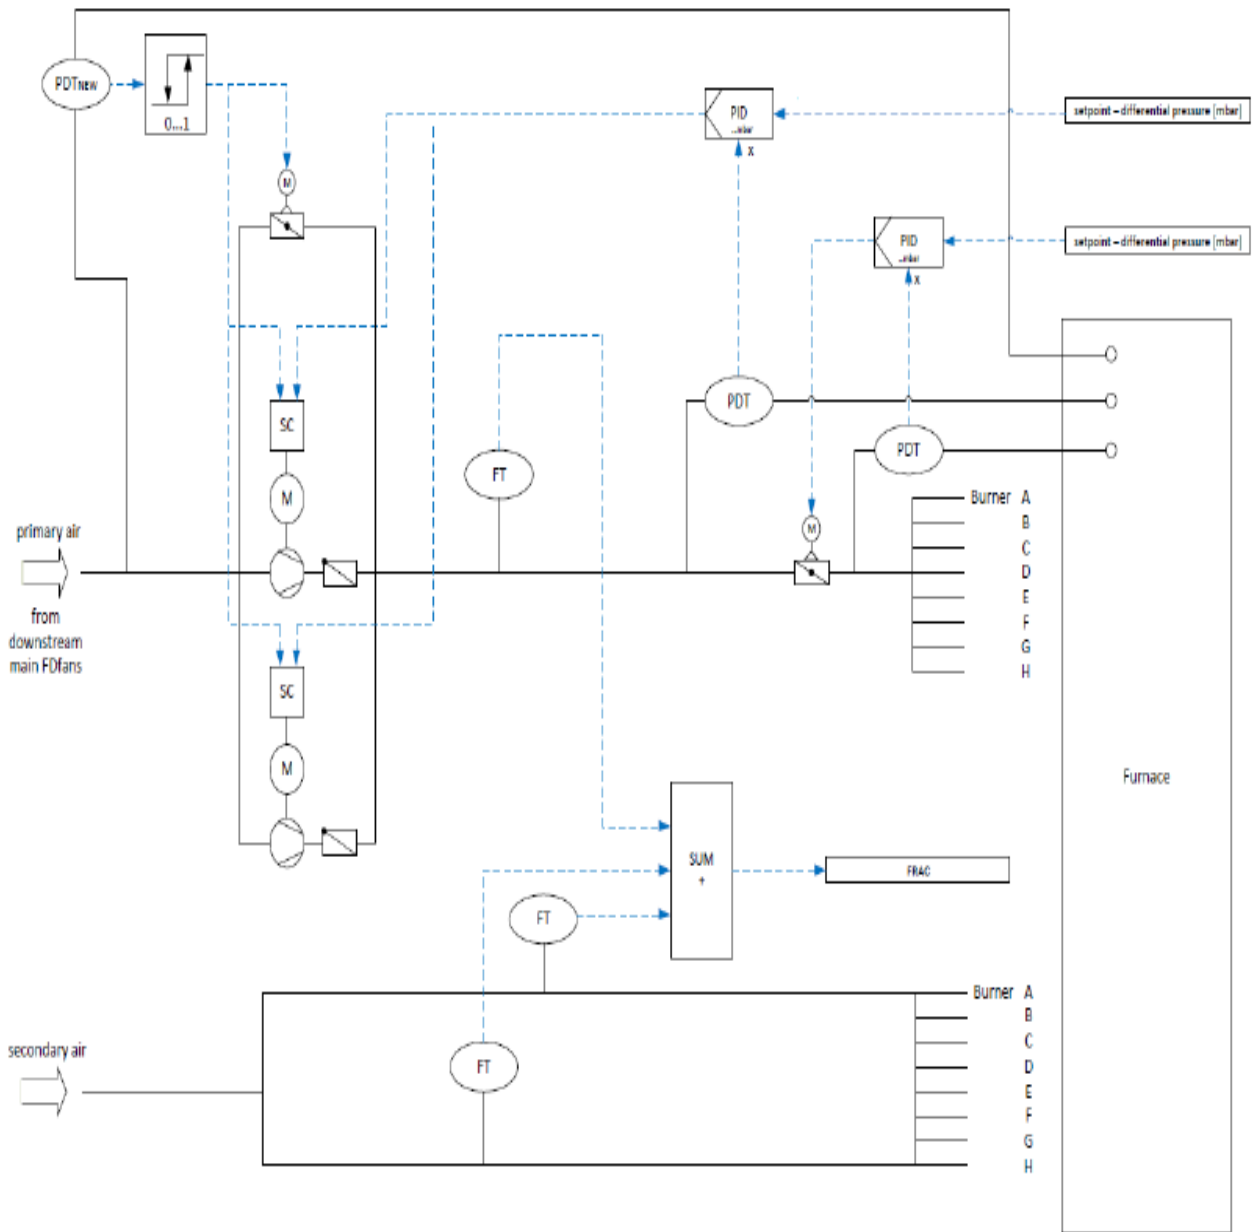 PDTNEW
0....1
M
PID
...mbar
X
setpoint – differential pressure [mbar]
PID
...mbar
X
setpoint – differential pressure [mbar]
SC
PDT
PDT
FT
M
M
Burner A
B
C
D
E
F
G
H
primary air
from
downstream
main FDfans
SC
M
Furnace
SUM
+
FRAC
FT
Burner A
B
C
D
E
F
G
H
secondary air
FT